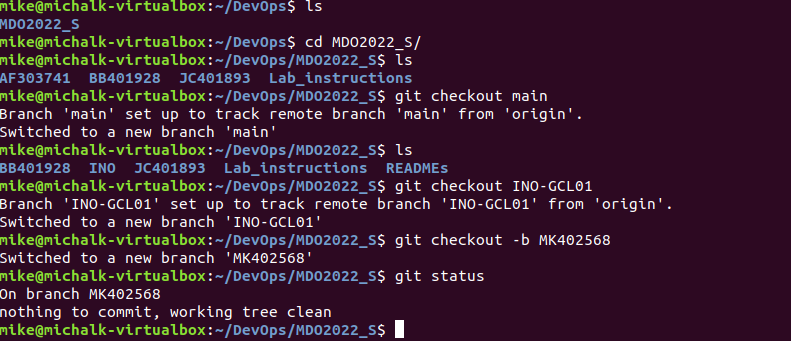 mike@michalk-virtualbox:~/DevOps$ ls
MDO2022_S
mike@michalk-virtualbox:~/DevOps$ cd MDO2022_S/
mike@michalk-virtualbox:~/DevOps/MDO2022_S$ ls
AF303741  BB401928  JC401893  Lab_instructions
mike@michalk-virtualbox:~/DevOps/MDO2022_S$ git checkout main
Branch 'main' set up to track remote branch 'main' from 'origin'.
Switched to a new branch 'main'
mike@michalk-virtualbox:~/DevOps/MDO2022_S$ ls
BB401928  INO  JC401893  Lab_instructions  READMEs
mike@michalk-virtualbox:~/DevOps/MDO2022_S$ git checkout INO-GCL01
Branch 'INO-GCL01' set up to track remote branch 'INO-GCL01' from 'origin'.
Switched to a new branch 'INO-GCL01'
mike@michalk-virtualbox:~/DevOps/MDO2022_S$ git checkout -b MK402568
Switched to a new branch 'MK402568'
mike@michalk-virtualbox:~/DevOps/MDO2022_S$ git status
On branch MK402568
nothing to commit, working tree clean
mike@michalk-virtualbox:~/DevOps/MDO2022_S$